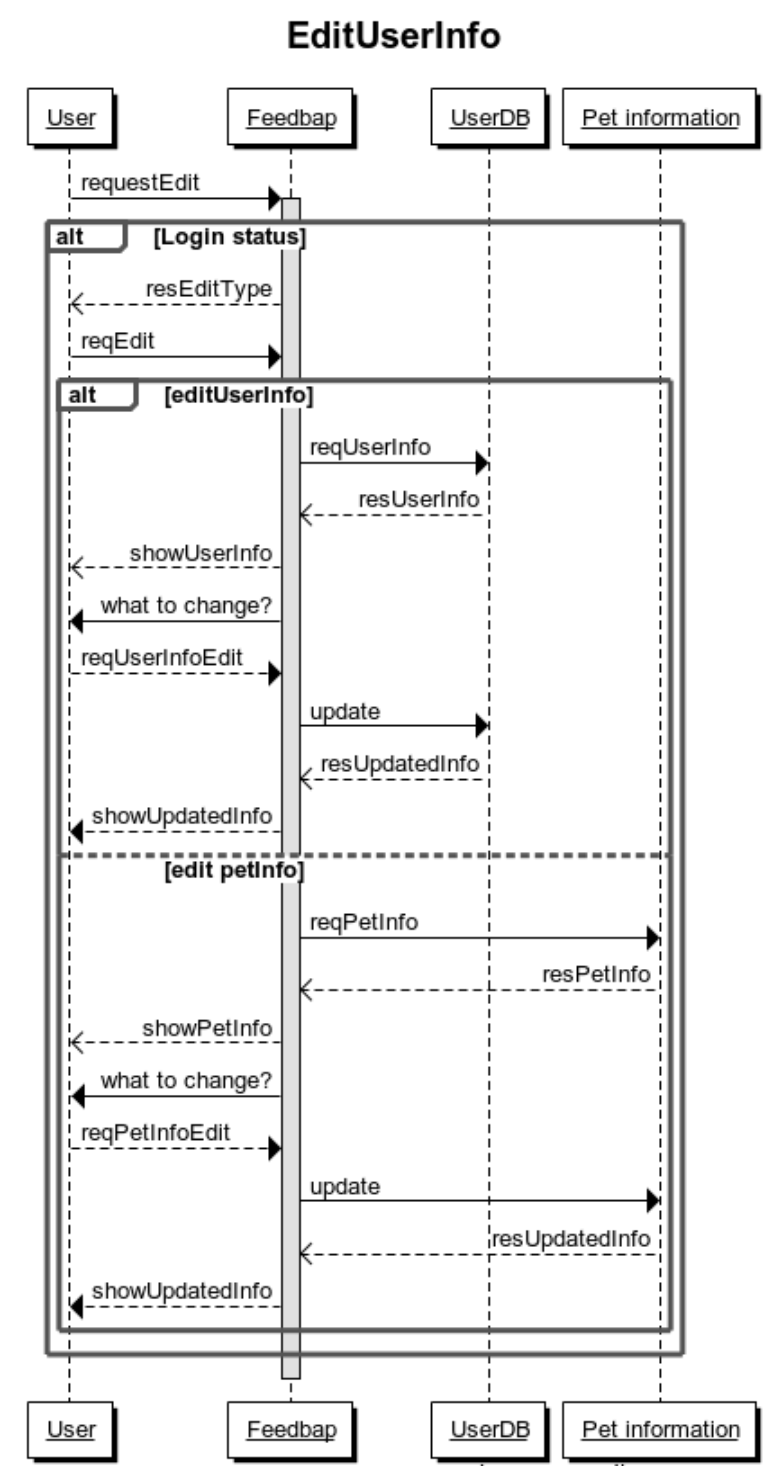 EditUserInfo
User Feedbap UserDB Pet information
requestEdit
alt [Login status]
resEditType
reqEdit
alt [editUserInfo]
reqUserInfo
resUserInfo
showUserInfo
what to change?
reqUserInfoEdit
update
resUpdatedInfo
showUpdatedInfo
[edit petInfo]
reqPetInfo
resPetInfo
showPetInfo
what to change?
reqPetInfoEdit
update
resUpdatedInfo
showUpdatedInfo
User Feedbap UserDB Pet information